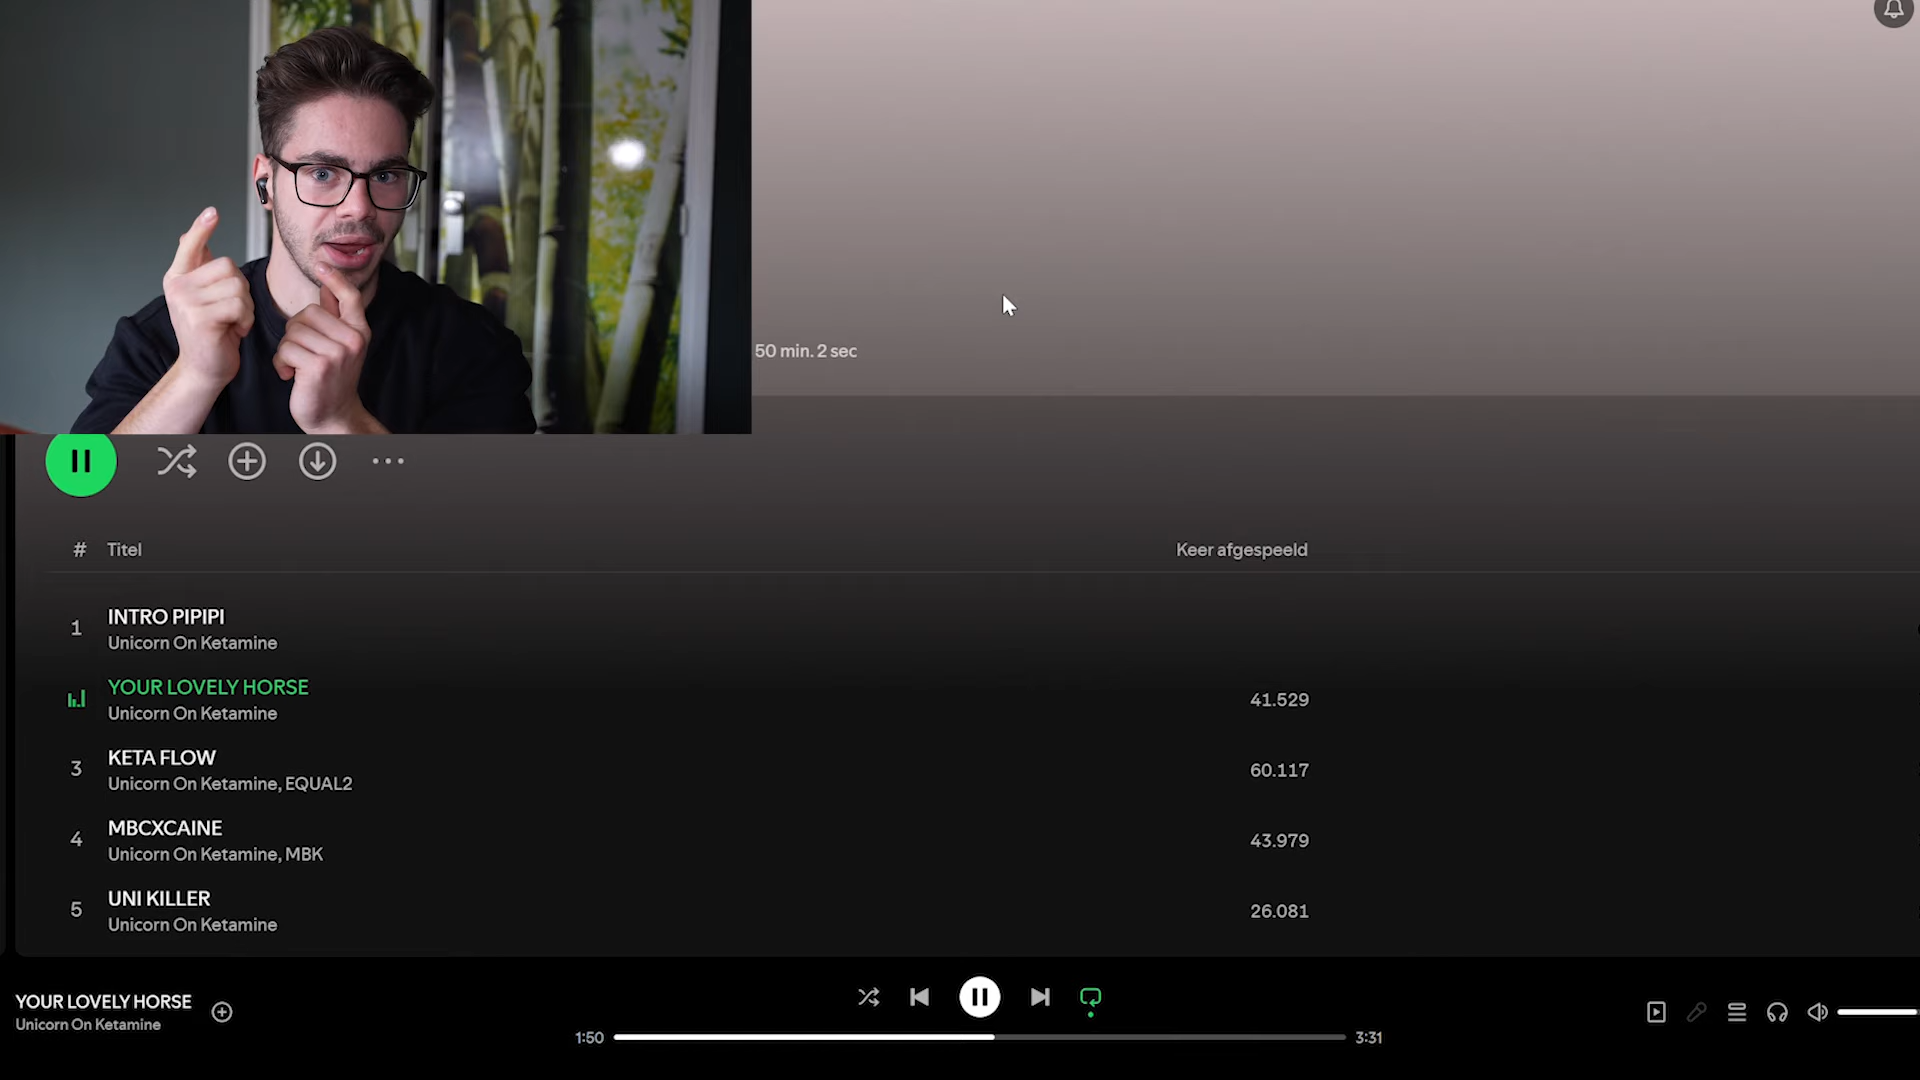 50 min. 2 sec
# Titel Keer afgespeeld
1 INTRO PIPIPI
Unicorn On Ketamine
YOUR LOVELY HORSE 41.529
Unicorn On Ketamine
3 KETA FLOW 60.117
Unicorn On Ketamine, EQUAL2
4 MBCXCAINE 43.979
Unicorn On Ketamine, MBK
5 UNI KILLER 26.081
Unicorn On Ketamine
YOUR LOVELY HORSE
Unicorn On Ketamine
1:50 3:31